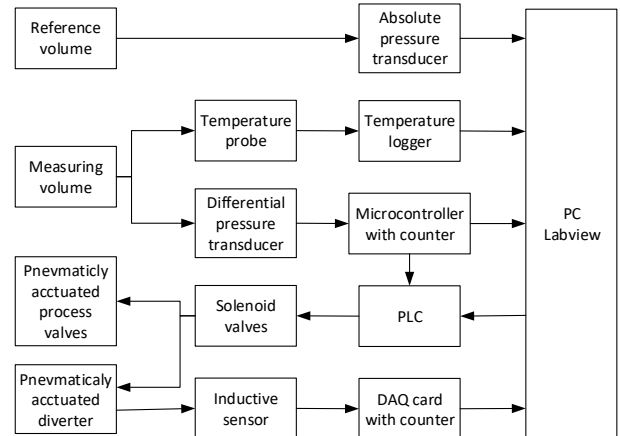 Reference
volume
Absolute
pressure
transducer
Temperature
probe
Temperature
logger
Measuring
volume
Differential
pressure
transducer
Microcontroller
with counter
PC
Labview
Pnevmaticly
acctuated
process
valves
Solenoid
valves
PLC
Pnevmaticaly
acctuated
diverter
Inductive
sensor
DAQ card
with counter